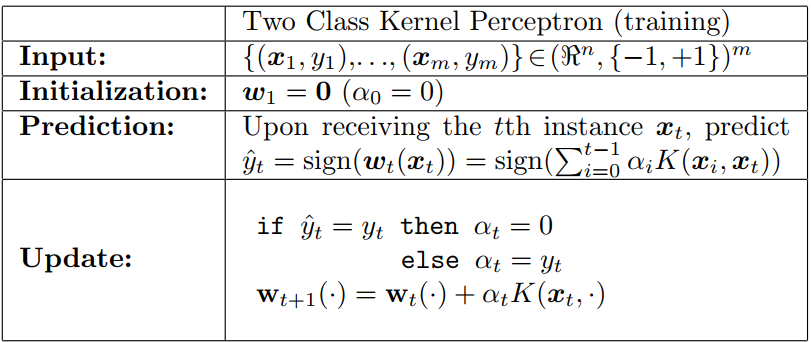 Two Class Kernel Perceptron (training)
Input: {(𝒙₁, y₁),…, (𝒙ₘ, yₘ)} ∈ (ℜⁿ, {−1, +1})ᵐ
Initialization: 𝒘₁ = 𝟎 (α₀ = 0)
Prediction: Upon receiving the tth instance 𝒙ₜ, predict
ŷₜ = sign(𝒘ₜ(𝒙ₜ)) = sign(∑ᵢ₌₀ᵗ⁻¹ αᵢK(𝒙ᵢ, 𝒙ₜ))
if ŷₜ = yₜ then αₜ = 0
Update: else αₜ = yₜ
𝐰ₜ₊₁(·) = 𝐰ₜ(·) + αₜK(𝒙ₜ, ·)